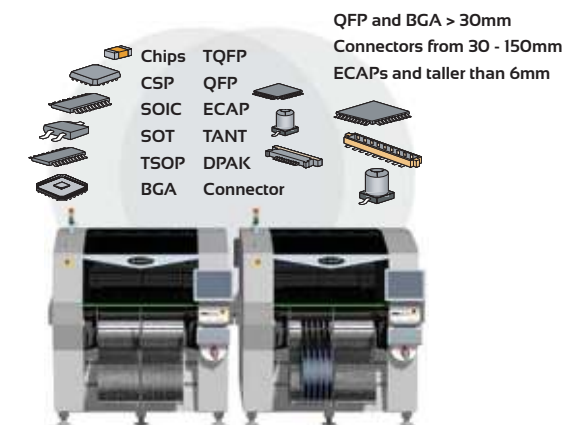 QFP and BGA > 30mm
Connectors from 30 - 150mm
ECAPs and taller than 6mm
Chips TQFP
CSP QFP
SOIC ECAP
SOT TANT
TSOP DPAK
BGA Connector